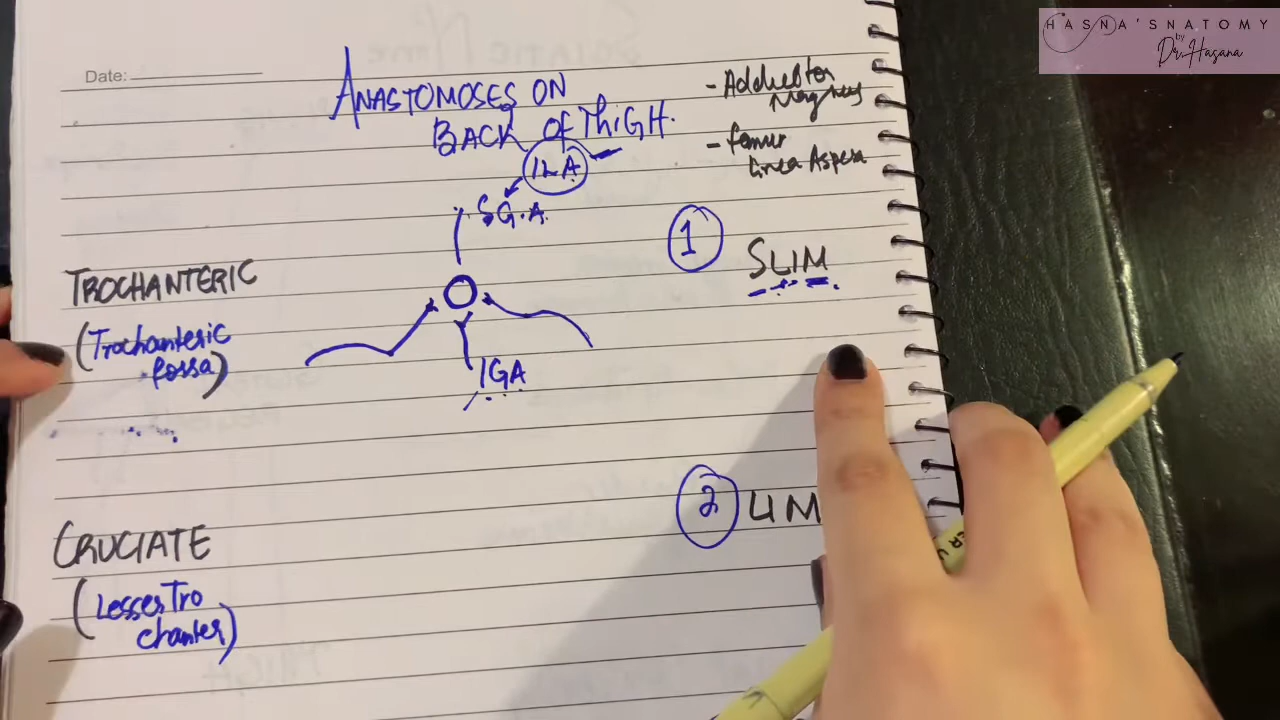 HASNA'SNATOMY
by
Dr.Hasana
Date:
ANASTOMOSES ON
BACK Of ThiGH.
- Adductor
Magnus
- femur
linea Aspera
ILA
S.G.A.
1
SLIM
TROCHANTERIC
(Trochanteric
fossa)
IGA
2
LIM
CRUCIATE
(Lesser Tro
chanter)